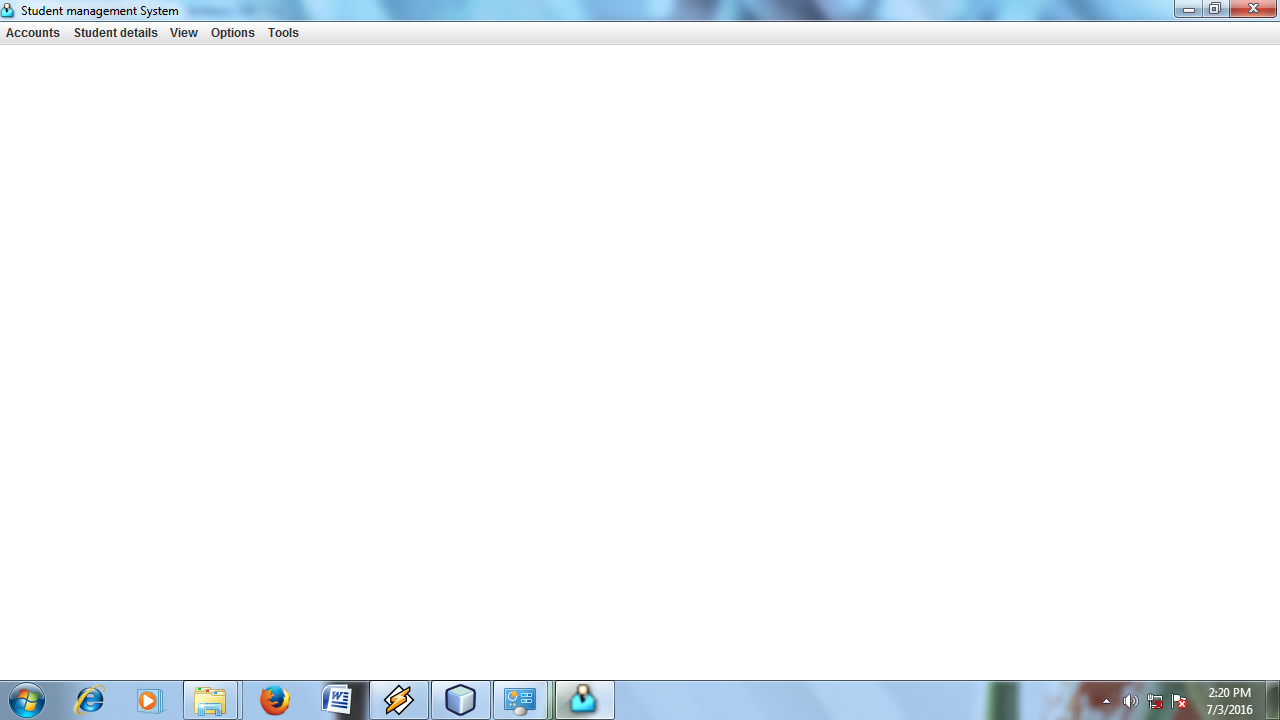 Student management System
Accounts Student details View Options Tools
2:20 PM
7/3/2016